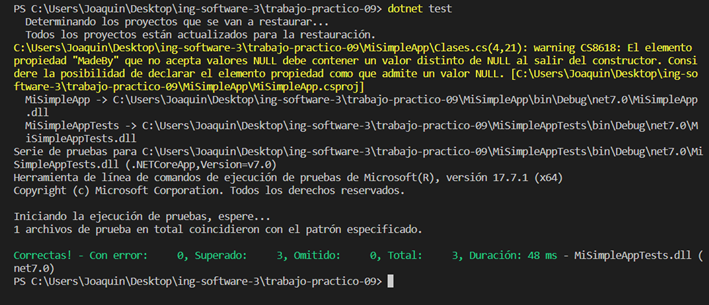 PS C:\Users\Joaquin\Desktop\ing-software-3\trabajo-practico-09> dotnet test
  Determinando los proyectos que se van a restaurar...
  Todos los proyectos están actualizados para la restauración.
C:\Users\Joaquin\Desktop\ing-software-3\trabajo-practico-09\MiSimpleApp\Clases.cs(4,21): warning CS8618: El elemento
propiedad "MadeBy" que no acepta valores NULL debe contener un valor distinto de NULL al salir del constructor. Consi
dere la posibilidad de declarar el elemento propiedad como que admite un valor NULL. [C:\Users\Joaquin\Desktop\ing-so
ftware-3\trabajo-practico-09\MiSimpleApp\MiSimpleApp.csproj]
  MiSimpleApp -> C:\Users\Joaquin\Desktop\ing-software-3\trabajo-practico-09\MiSimpleApp\bin\Debug\net7.0\MiSimpleApp
  .dll
  MiSimpleAppTests -> C:\Users\Joaquin\Desktop\ing-software-3\trabajo-practico-09\MiSimpleAppTests\bin\Debug\net7.0\M
  iSimpleAppTests.dll
Serie de pruebas para C:\Users\Joaquin\Desktop\ing-software-3\trabajo-practico-09\MiSimpleAppTests\bin\Debug\net7.0\Mi
SimpleAppTests.dll (.NETCoreApp,Version=v7.0)
Herramienta de línea de comandos de ejecución de pruebas de Microsoft(R), versión 17.7.1 (x64)
Copyright (c) Microsoft Corporation. Todos los derechos reservados.
Iniciando la ejecución de pruebas, espere...
1 archivos de prueba en total coincidieron con el patrón especificado.
Correctas! - Con error:     0, Superado:     3, Omitido:     0, Total:     3, Duración: 48 ms - MiSimpleAppTests.dll (
net7.0)
PS C:\Users\Joaquin\Desktop\ing-software-3\trabajo-practico-09>